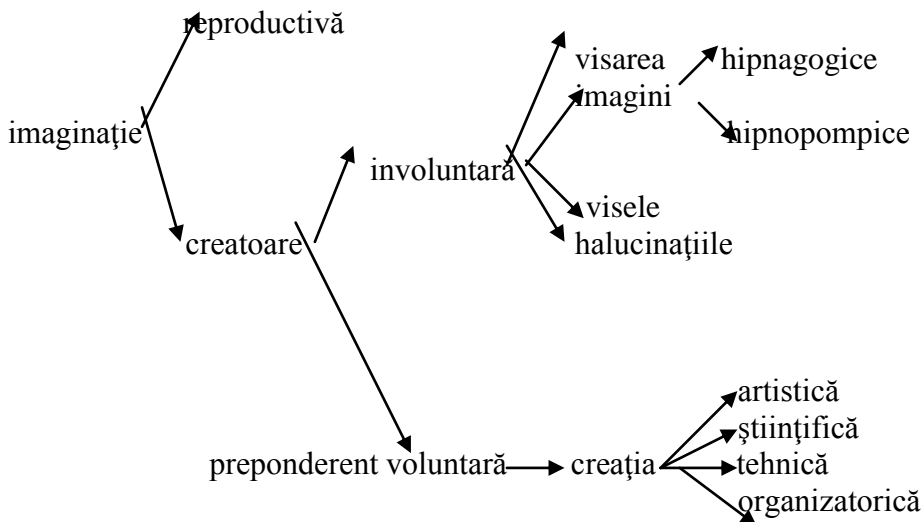 reproductivă
visarea
imagini
hipnagogice
imaginaţie
hipnopompice
involuntară
visele
creatoare
halucinaţiile
artistică
ştiinţifică
preponderent voluntară
creaţia
tehnică
organizatorică